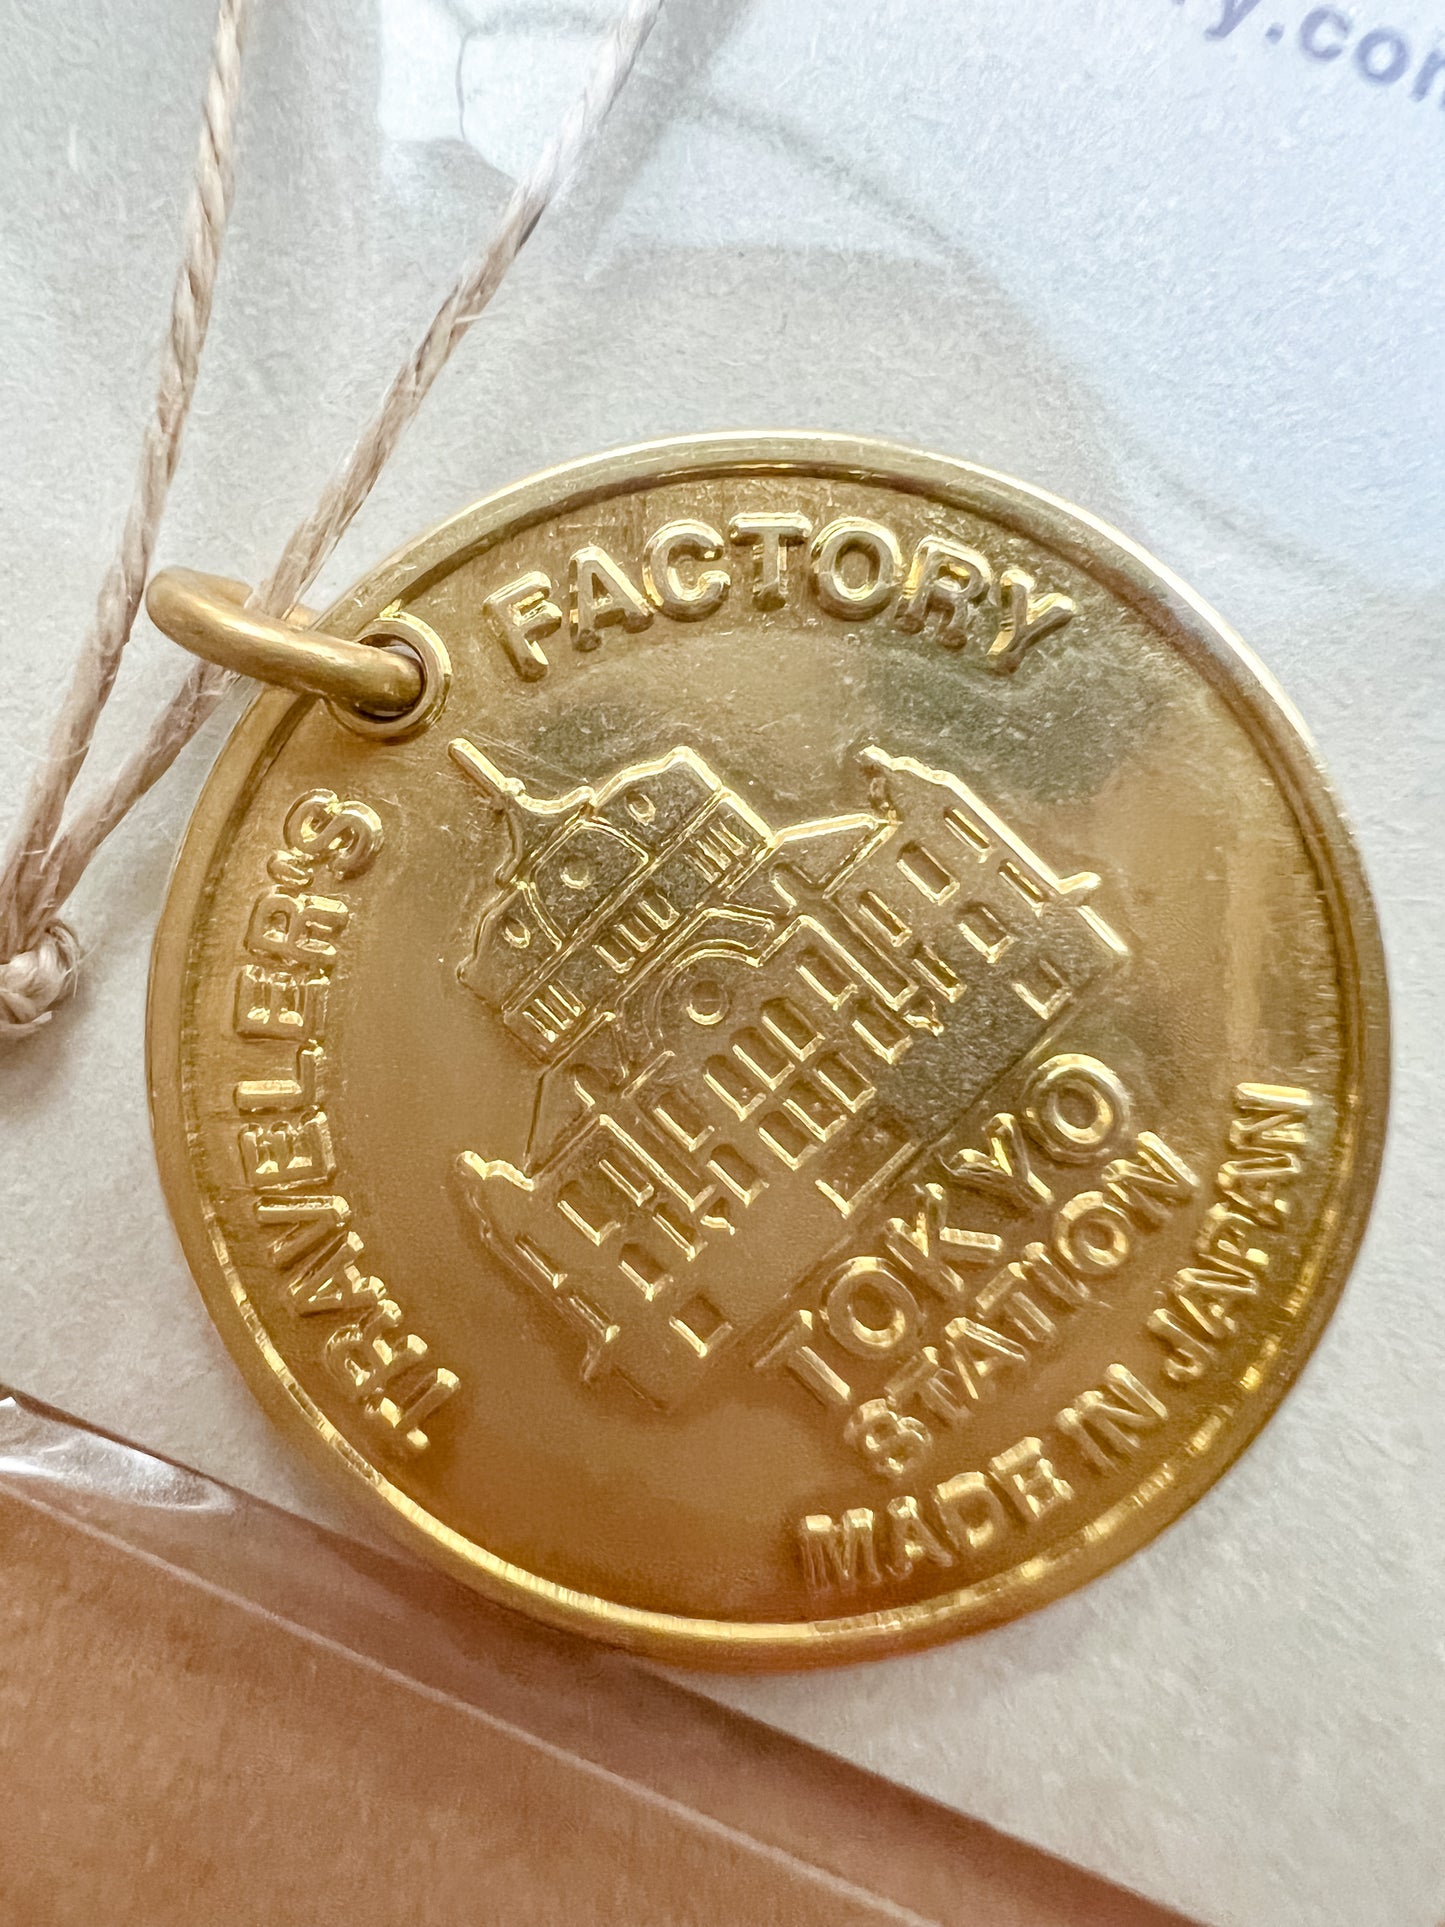 TRAVELER'S
FACTORY
TOKYO
STATION
MADE IN JAPAN